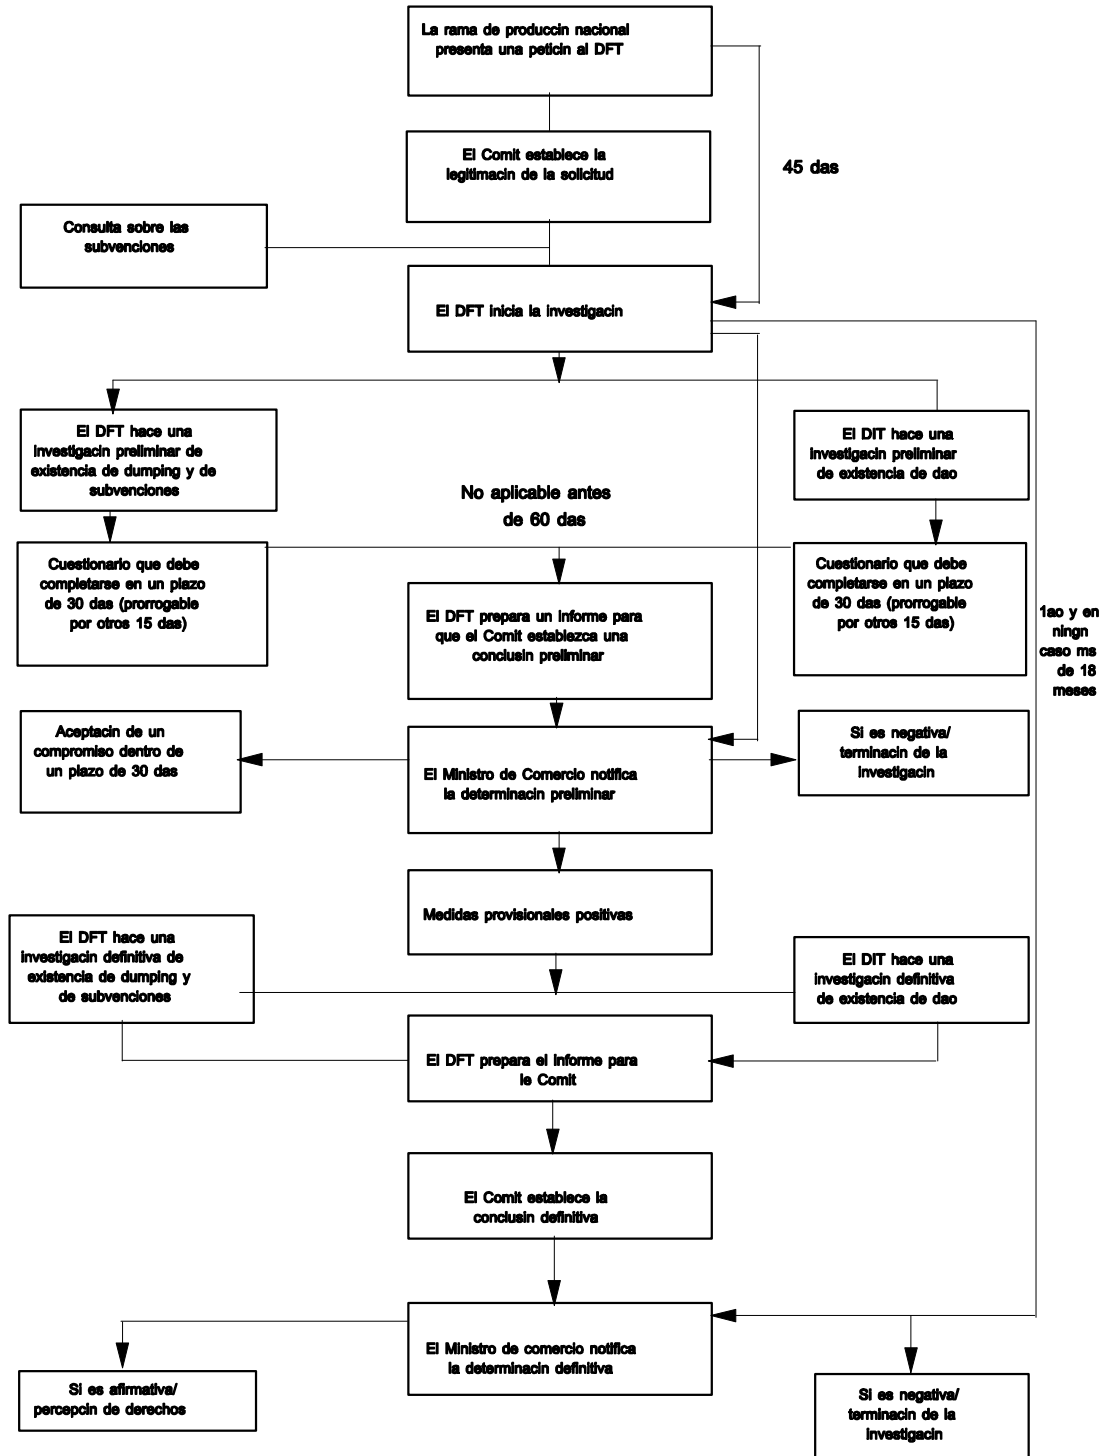 La rama de produccin nacional
presenta una peticin al DFT
El Comit establece la
legitimacin de la solicitud
45 das
Consulta sobre las
subvenciones
El DFT inicia la investigacin
El DFT hace una
investigacin preliminar de
existencia de dumping y de
subvenciones
El DIT hace una
investigacin preliminar
de existencia de dao
No aplicable antes
de 60 das
Cuestionario que debe
completarse en un plazo
de 30 das (prorrogable
por otros 15 das)
El DFT prepara un informe para
que el Comit establezca una
conclusin preliminar
Cuestionario que debe
completarse en un plazo
de 30 das (prorrogable
por otros 15 das)
1ao y en
ningn
caso ms
de 18
meses
Aceptacin de un
compromiso dentro de
un plazo de 30 das
El Ministro de Comercio notifica
la determinacin preliminar
Si es negativa/
terminacin de la
investigacin
Medidas provisionales positivas
El DFT hace una
investigacin definitiva de
existencia de dumping y
de subvenciones
El DIT hace una
investigacin definitiva
de existencia de dao
El DFT prepara el informe para
le Comit
El Comit establece la
conclusin definitiva
El Ministro de comercio notifica
la determinacin definitiva
Si es afirmativa/
percepcin de derechos
Si es negativa/
terminacin de la
investigacin